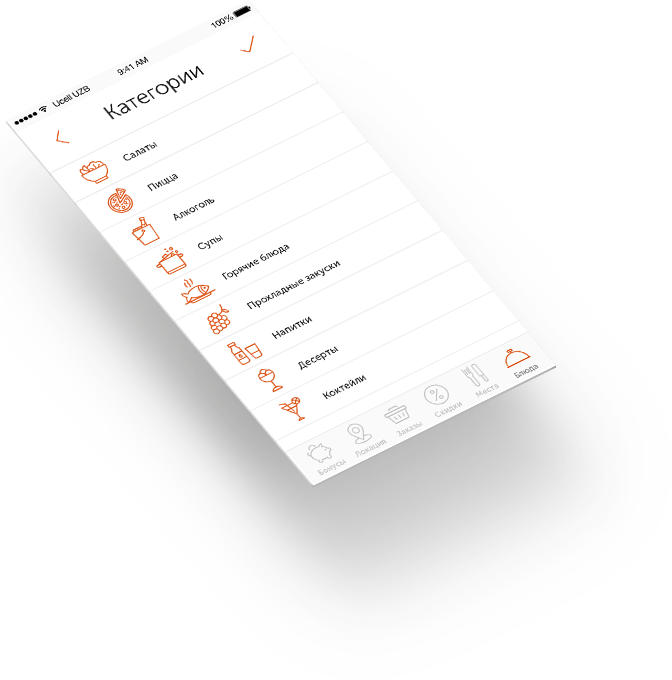 Ucell UZB 9:41 AM 100%
Категории
Салаты
Пицца
Алкоголь
Супы
Горячие блюда
Прохладные закуски
Напитки
Десерты
Коктейли
Бонусы Локация Заказы Скидки Места Блюда